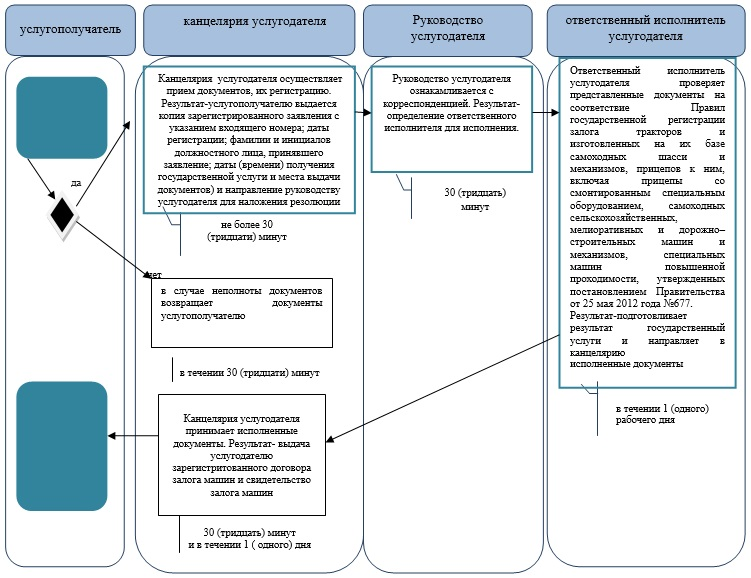 услугополучатель
канцелярия услугодателя
Руководство
услугодателя
ответственный исполнитель
услугодателя
да
Канцелярия услугодателя осуществляет
прием документов, их регистрацию.
Результат-услугополучателю выдается
копия зарегистрированного заявления с
указанием входящего номера; даты
регистрации; фамилии и инициалов
должностного лица, принявшего
заявление; даты (времени) получения
государственной услуги и места выдачи
документов) и направление руководству
услугодателя для наложения резолюции
не более 30
(тридцати) минут
нет
в случае неполноты документов
возвращает документы
услугополучателю
в течении 30 (тридцати) минут
Канцелярия услугодателя
принимает исполненные
документы. Результат- выдача
услугодателю
зарегистритованного договора
залога машин и свидетельство
залога машин
30 (тридцать) минут
и в течении 1 ( одного) дня
Руководство услугодателя
ознакамливается с
корреспонденцией. Результат-
определение ответственного
исполнителя для исполнения.
30 (тридцать)
минут
Ответственный исполнитель
услугодателя проверяет
представленные документы на
соответствие Правил
государственной регистрации
залога тракторов и
изготовленных на их базе
самоходных шасси и
механизмов, прицепов к ним,
включая прицепы со
смонтированным специальным
оборудованием, самоходных
сельскохозяйственных,
мелиоративных и дорожно–
строительных машин и
механизмов, специальных
машин повышенной
проходимости, утвержденных
постановлением Правительства
от 25 мая 2012 года №677.
Результат-подготовливает
результат государственный
услуги и направляет в
канцелярию
исполненные документы
в течении 1 (одного)
рабочего дня